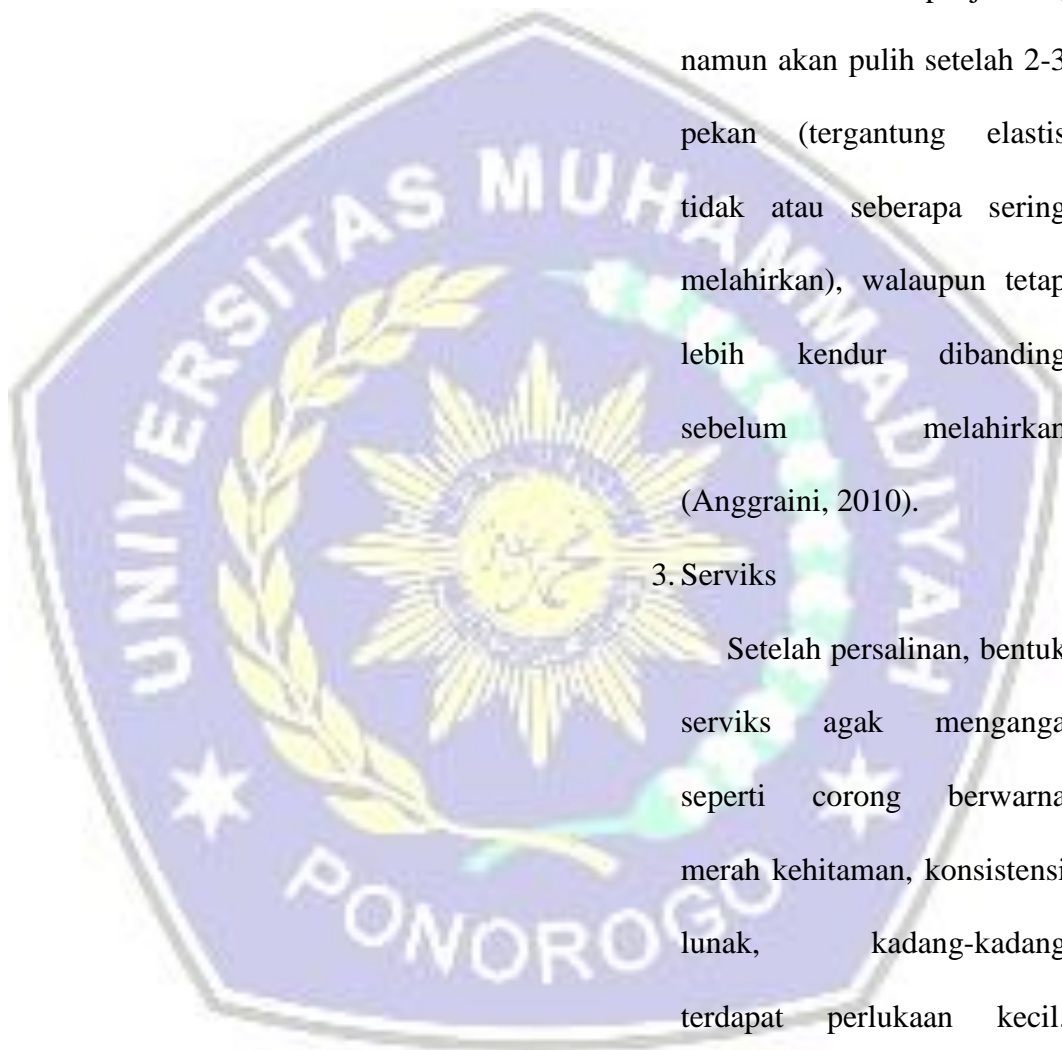 namun akan pulih setelah 2-3
pekan (tergantung elastis
tidak atau seberapa sering
melahirkan), walaupun tetap
lebih kendur dibanding
sebelum melahirkan
(Anggraini, 2010).
3. Serviks
Setelah persalinan, bentuk
serviks agak menganga
seperti corong berwarna
merah kehitaman, konsistensi
lunak, kadang-kadang
terdapat perlukaan kecil.
UNIVERSITAS MUHAMMADIYAH
PONOROGO